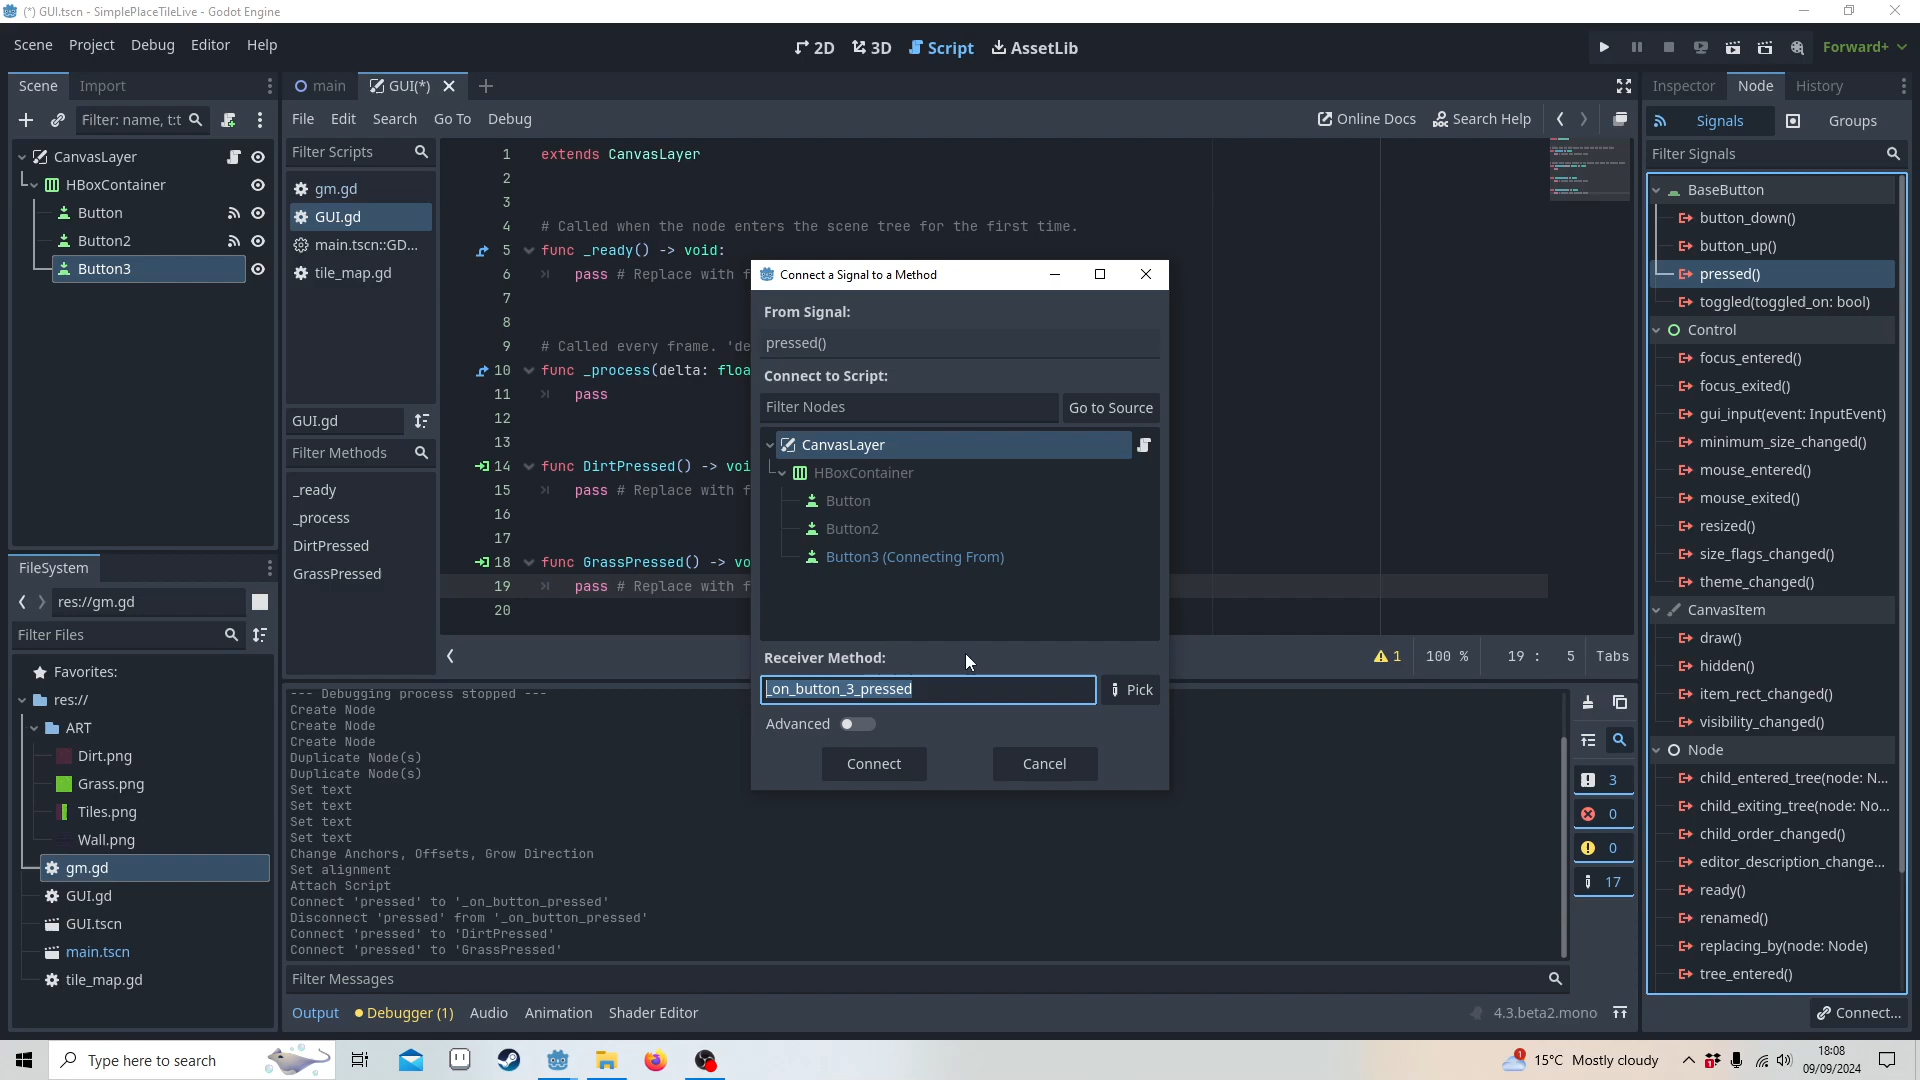 (*) GUI.tscn - SimplePlaceTileLive - Godot Engine
Scene Project Debug Editor Help
2D 3D Script AssetLib
Forward+
Scene Import
main GUI(*)
Inspector Node History
Filter: name, t:t
File Edit Search Go To Debug
Online Docs Search Help
Signals Groups
CanvasLayer
HBoxContainer
Button
Button2
Button3
Filter Scripts
gm.gd
GUI.gd
main.tscn::GD...
tile_map.gd
GUI.gd
Filter Methods
_ready
_process
DirtPressed
GrassPressed
1 extends CanvasLayer
2
3
4 # Called when the node enters the scene tree for the first time.
5 func _ready() -> void:
6 pass # Replace with f
7
8
9 # Called every frame. 'de
10 func _process(delta: floa
11 pass
12
13
14 func DirtPressed() -> voi
15 pass # Replace with f
16
17
18 func GrassPressed() -> vo
19 pass # Replace with f
20
1 100 % 19 : 5 Tabs
Connect a Signal to a Method
From Signal:
pressed()
Connect to Script:
Filter Nodes Go to Source
CanvasLayer
HBoxContainer
Button
Button2
Button3 (Connecting From)
Receiver Method:
_on_button_3_pressed Pick
Advanced
Connect Cancel
Filter Signals
BaseButton
button_down()
button_up()
pressed()
toggled(toggled_on: bool)
Control
focus_entered()
focus_exited()
gui_input(event: InputEvent)
minimum_size_changed()
mouse_entered()
mouse_exited()
resized()
size_flags_changed()
theme_changed()
CanvasItem
draw()
hidden()
item_rect_changed()
visibility_changed()
Node
child_entered_tree(node: N...
child_exiting_tree(node: No...
child_order_changed()
editor_description_change...
ready()
renamed()
replacing_by(node: Node)
tree_entered()
Connect...
FileSystem
res://gm.gd
Filter Files
Favorites:
res://
ART
Dirt.png
Grass.png
Tiles.png
Wall.png
gm.gd
GUI.gd
GUI.tscn
main.tscn
tile_map.gd
--- Debugging process stopped ---
Create Node
Create Node
Create Node
Duplicate Node(s)
Duplicate Node(s)
Set text
Set text
Set text
Set text
Change Anchors, Offsets, Grow Direction
Set alignment
Attach Script
Connect 'pressed' to '_on_button_pressed'
Disconnect 'pressed' from '_on_button_pressed'
Connect 'pressed' to 'DirtPressed'
Connect 'pressed' to 'GrassPressed'
3
0
0
17
Filter Messages
Output Debugger (1) Audio Animation Shader Editor
4.3.beta2.mono
Type here to search
1 15°C Mostly cloudy
18:08
09/09/2024